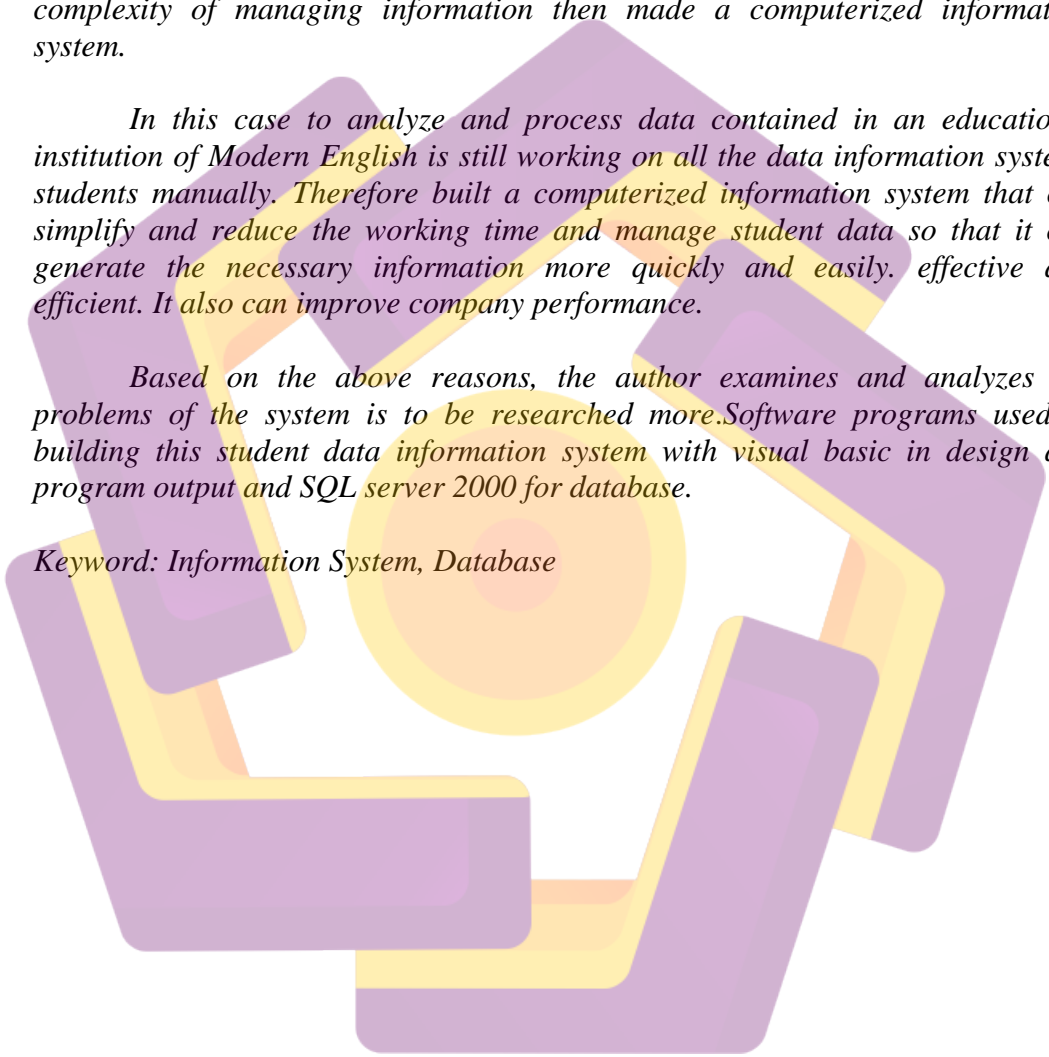 complexity of managing information then made a computerized informat
system.
In this case to analyze and process data contained in an educatio
institution of Modern English is still working on all the data information syste
students manually. Therefore built a computerized information system that
simplify and reduce the working time and manage student data so that it
generate the necessary information more quickly and easily. effective a
efficient. It also can improve company performance.
Based on the above reasons, the author examines and analyzes
problems of the system is to be researched more.Software programs used
building this student data information system with visual basic in design a
program output and SQL server 2000 for database.
Keyword: Information System, Database